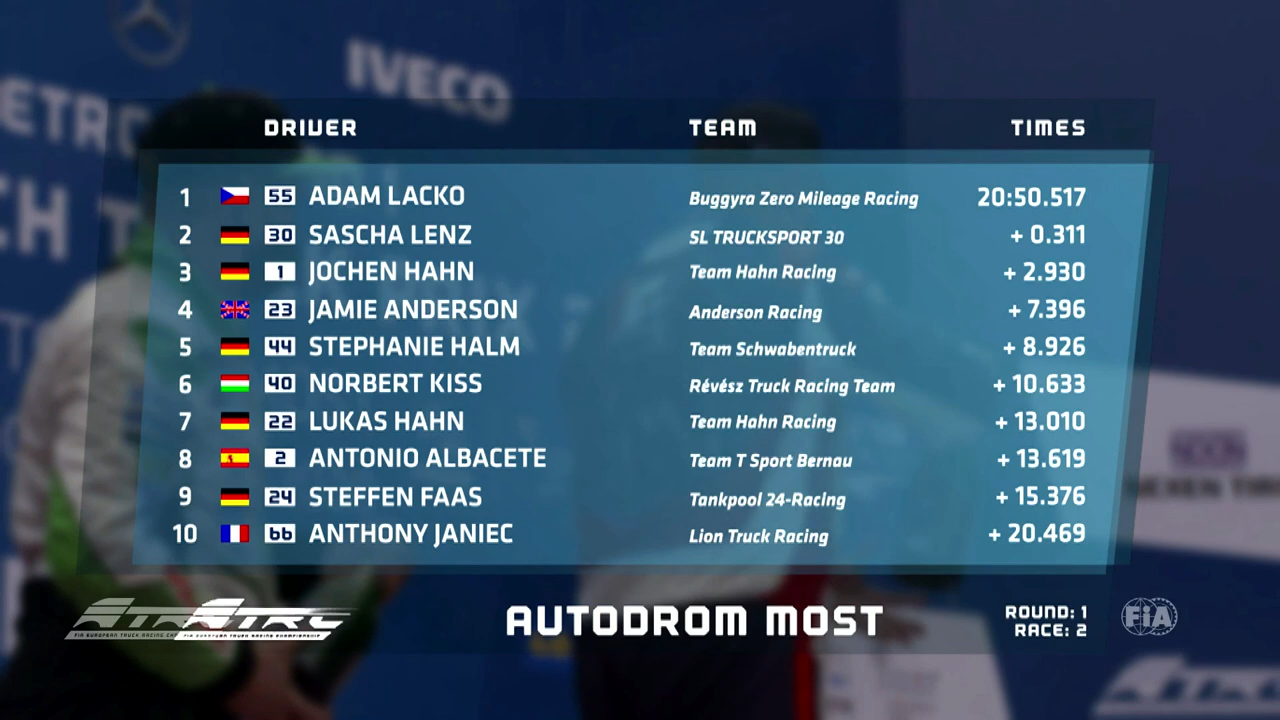 IVECO
DRIVER TEAM TIMES
1 55 ADAM LACKO Buggyra Zero Mileage Racing 20:50.517
2 30 SASCHA LENZ SL TRUCKSPORT 30 + 0.311
3 1 JOCHEN HAHN Team Hahn Racing + 2.930
4 23 JAMIE ANDERSON Anderson Racing + 7.396
5 44 STEPHANIE HALM Team Schwabentruck + 8.926
6 40 NORBERT KISS Révész Truck Racing Team + 10.633
7 22 LUKAS HAHN Team Hahn Racing + 13.010
8 2 ANTONIO ALBACETE Team T Sport Bernau + 13.619
9 24 STEFFEN FAAS Tankpool 24-Racing + 15.376
10 66 ANTHONY JANIEC Lion Truck Racing + 20.469
FIA EUROPEAN TRUCK RACING CHAMPIONSHIP
AUTODROM MOST
ROUND: 1
RACE: 2
FIA